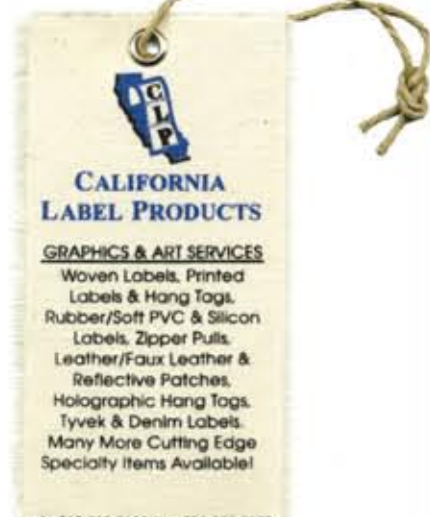 CLP
CALIFORNIA
LABEL PRODUCTS
GRAPHICS & ART SERVICES
Woven Labels, Printed
Labels & Hang Tags,
Rubber/Soft PVC & Silicon
Labels, Zipper Pulls,
Leather/Faux Leather &
Reflective Patches,
Holographic Hang Tags,
Tyvek & Denim Labels.
Many More Cutting Edge
Specialty Items Available!